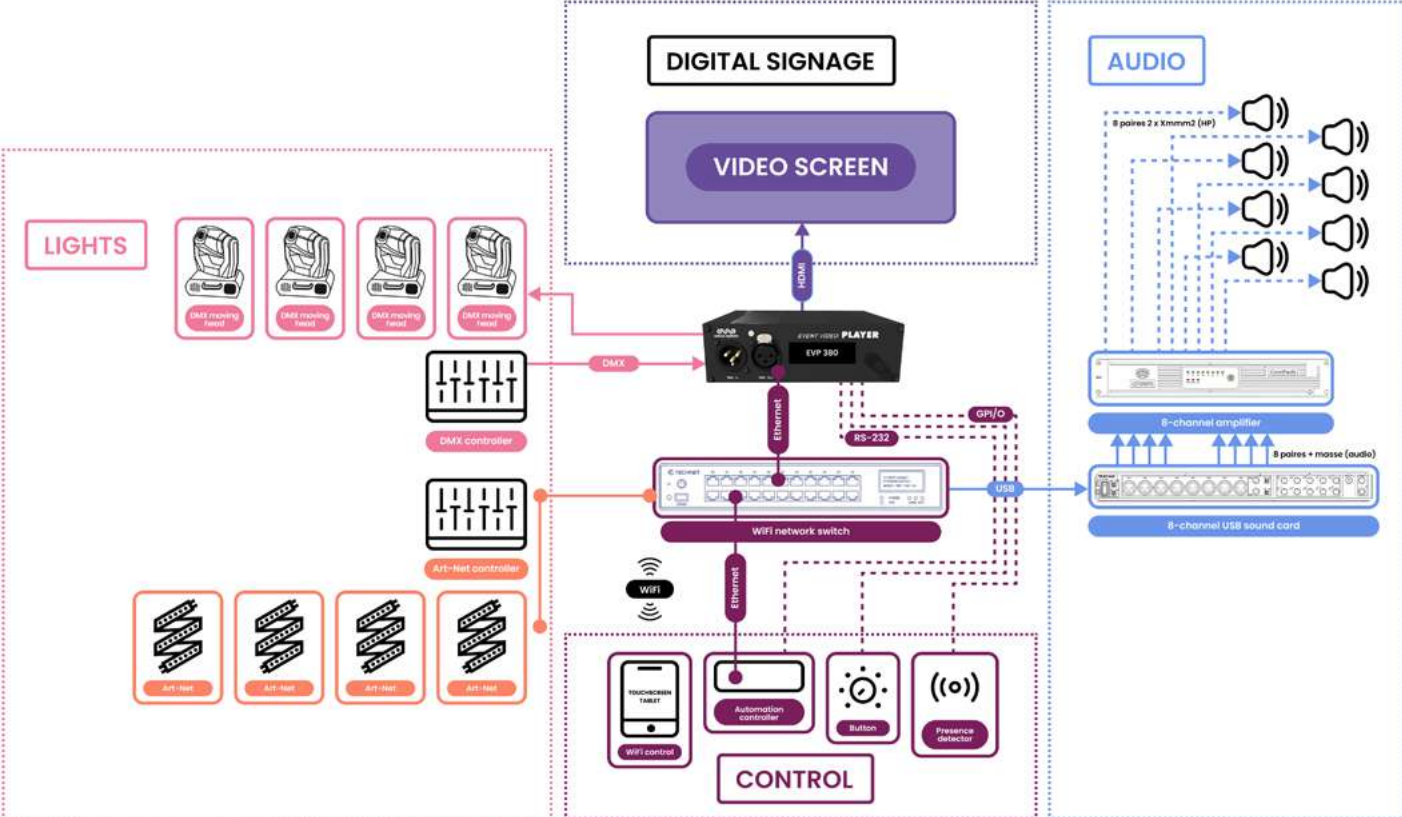 DIGITAL SIGNAGE
AUDIO
8 paires 2 x Xmmm2 (HP)
VIDEO SCREEN
LIGHTS
DMX moving
head
DMX moving
head
DMX moving
head
DMX moving
head
HDMI
EVENT VIDEO PLAYER
EVP 380
DMX
DMX controller
Ethernet
GPI/O
RS-232
8-channel amplifier
8 paires + masse (audio)
TECHNET
USB
WiFi network switch
8-channel USB sound card
Art-Net controller
WiFi
Ethernet
Art-Net
Art-Net
Art-Net
Art-Net
TOUCHSCREEN
TABLET
WiFi control
Automation
controller
Button
Presence
detector
CONTROL